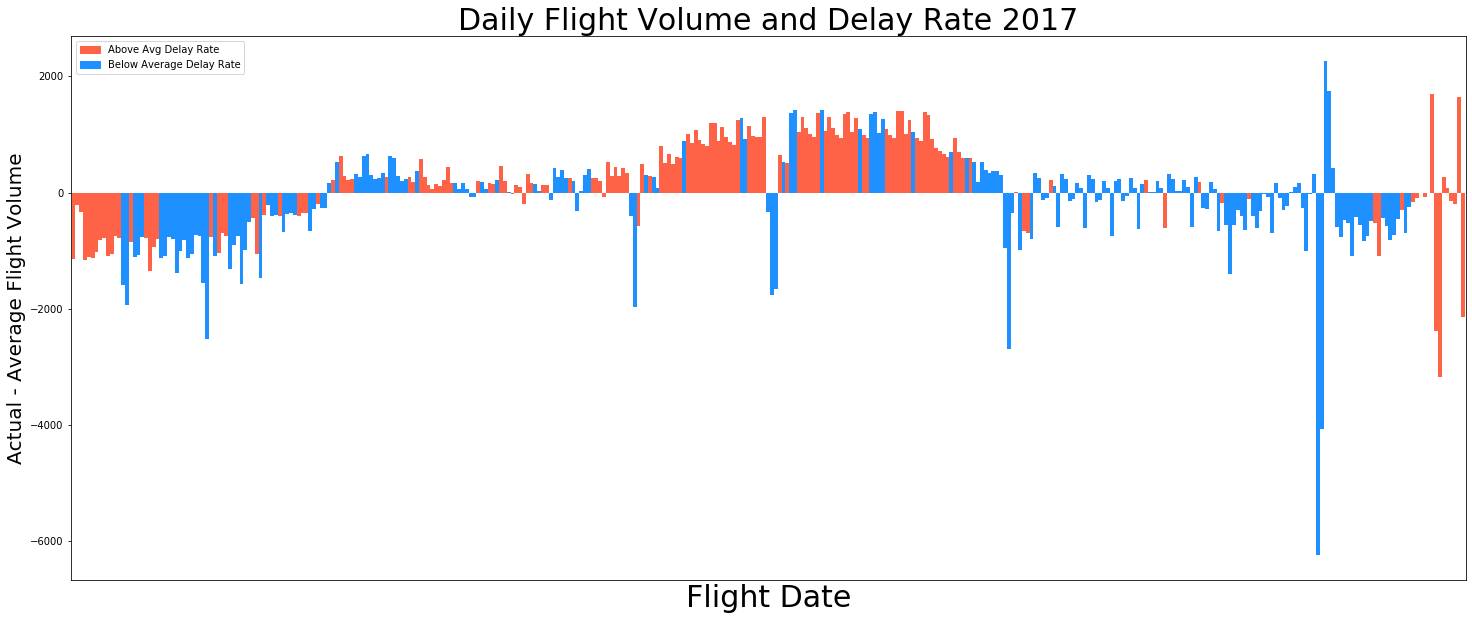 Daily Flight Volume and Delay Rate 2017
Above Avg Delay Rate
Below Average Delay Rate
2000
0
−2000
−4000
−6000
Actual - Average Flight Volume
Flight Date